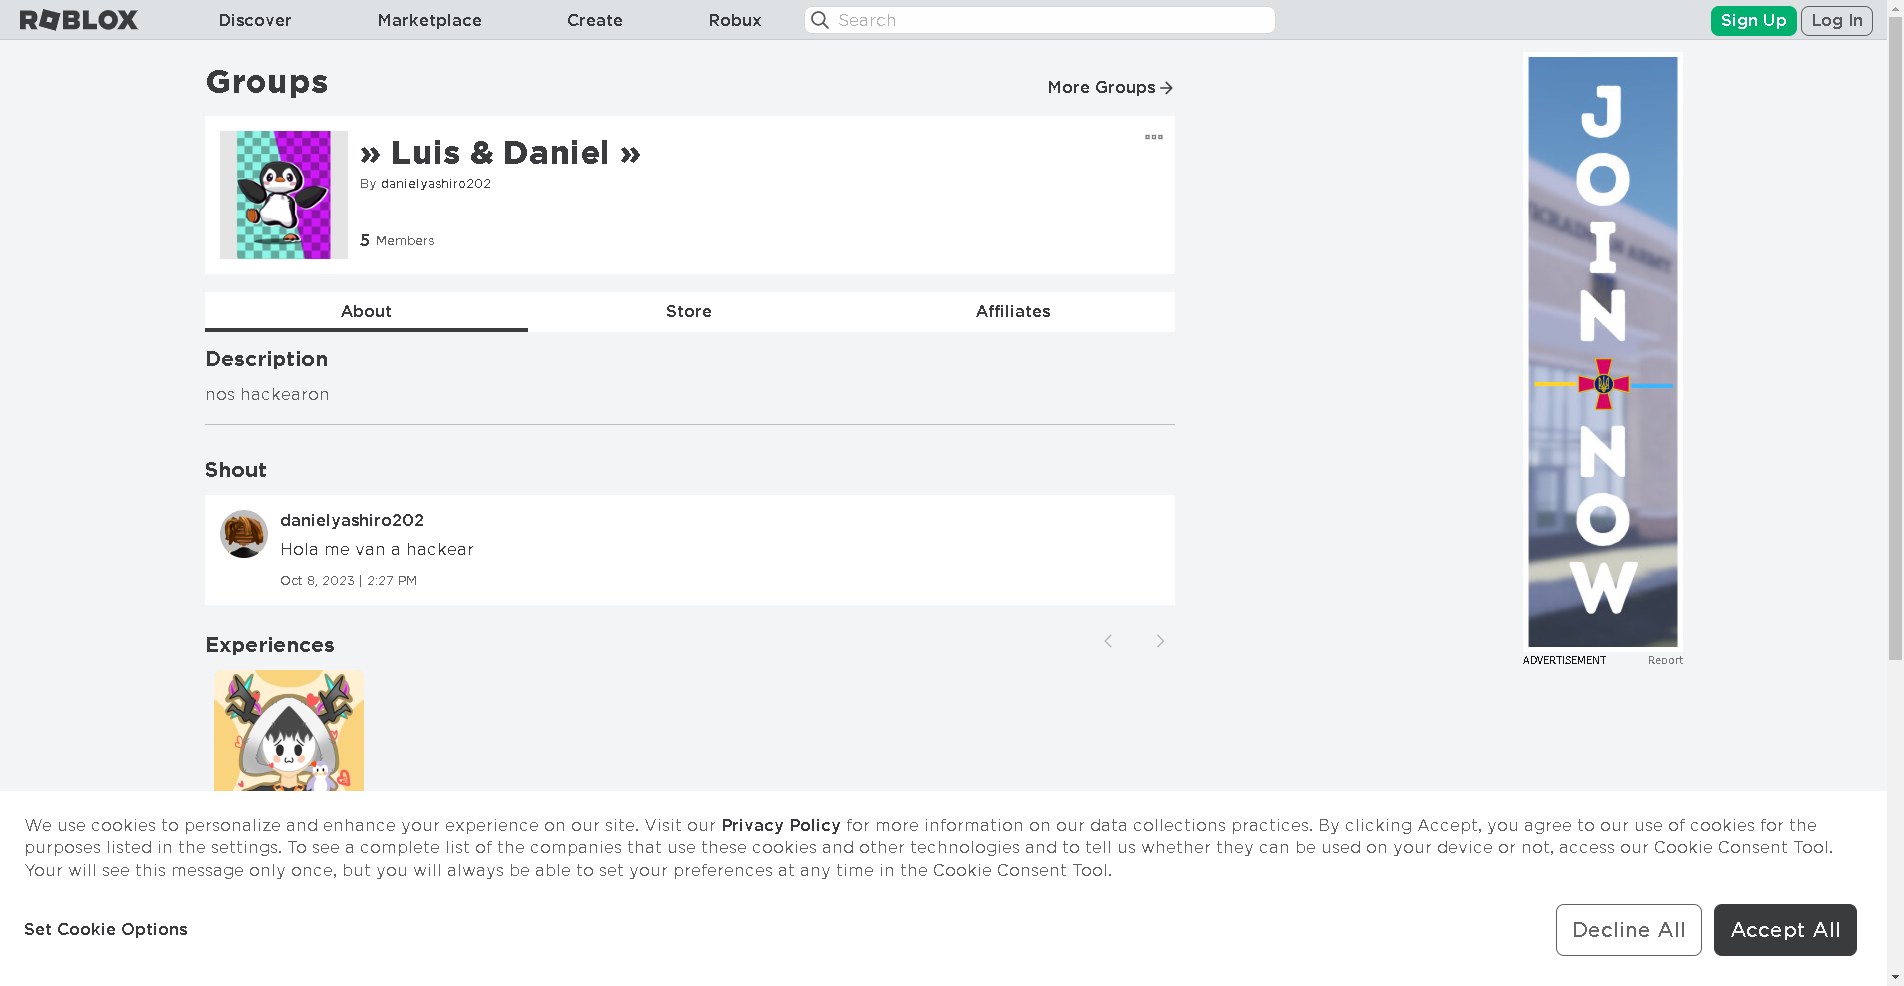 ROBLOX
Discover
Marketplace
Create
Robux
Search
Sign Up
Log In
Groups
More Groups
» Luis & Daniel »
By danielyashiro202
5 Members
About
Store
Affiliates
Description
nos hackearon
Shout
danielyashiro202
Hola me van a hackear
Oct 8, 2023 | 2:27 PM
Experiences
JOIN
NOW
ADVERTISEMENT
Report
We use cookies to personalize and enhance your experience on our site. Visit our Privacy Policy for more information on our data collections practices. By clicking Accept, you agree to our use of cookies for the
purposes listed in the settings. To see a complete list of the companies that use these cookies and other technologies and to tell us whether they can be used on your device or not, access our Cookie Consent Tool.
Your will see this message only once, but you will always be able to set your preferences at any time in the Cookie Consent Tool.
Set Cookie Options
Decline All
Accept All